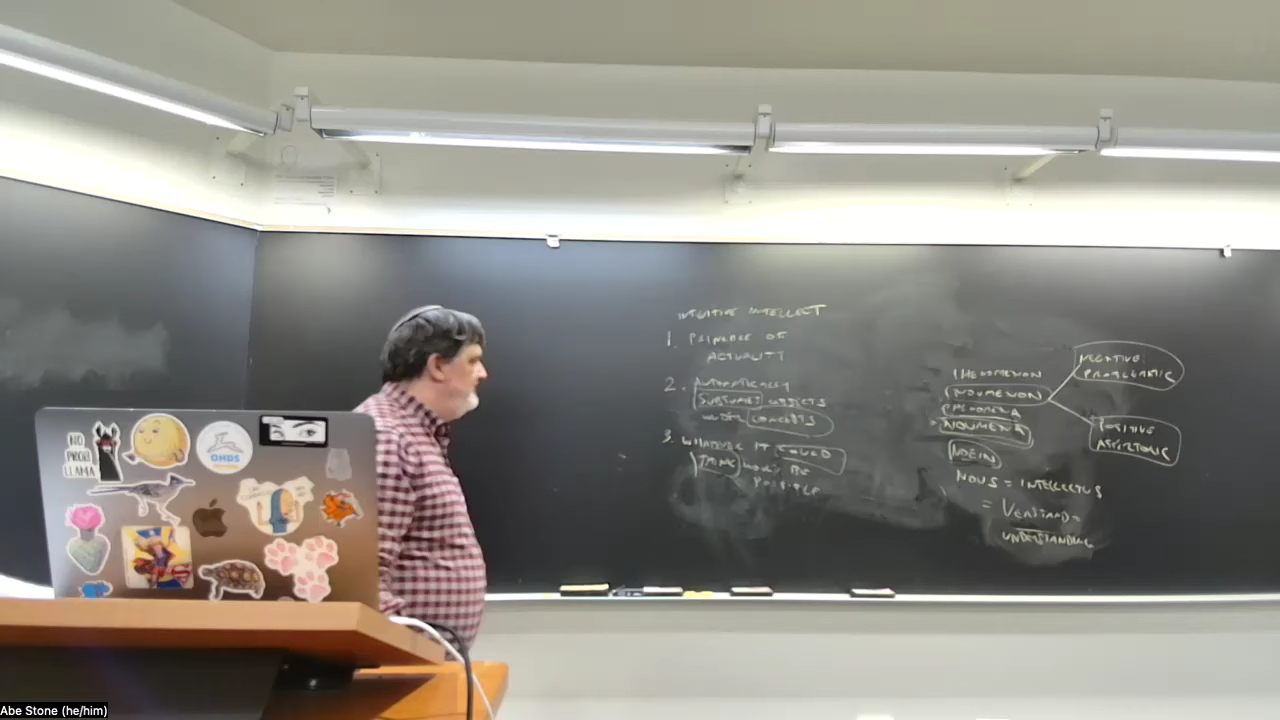 INTUITIVE INTELLECT
1. PRINCIPLE OF
ACTUALITY
2. AUTOMATICALLY
SUBSUMES OBJECTS
UNDER CONCEPTS
3. WHATEVER IT COULD
THINK WOULD BE
POSSIBLE
PHENOMENON
NOUMENON
PHENOMENA
NOUMENA
NOEIN
NOUS = INTELLECTUS
= VERSTAND =
UNDERSTANDING
NEGATIVE
PROBLEMATIC
POSITIVE
ASSERTORIC
NO
PROB
LLAMA
OHDS
Abe Stone (he/him)